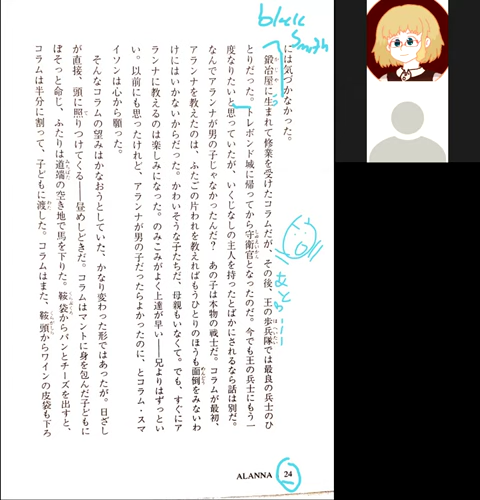 black
smith
には気づかなかった。
鍛冶屋に生まれて修業を受けたコラムだが、その後、王の歩兵隊では最良の兵士のひ
とりだった。トレボンド城に帰ってから守衛官となったのだ。今でも王の兵士にもう一
度なりたいと思っていたが、いくじなしの主人を持ったとばかにされるなら話は別だ。
なんでアランナが男の子じゃなかったんだ？　あの子は本物の戦士だ。コラムが最初、
アランナを教えたのは、ふたごの片われを教えればもうひとりのほうも面倒をみないわ
けにはいかないからだった。かわいそうな子たちだ、母親もいなくて。でも、すぐにア
ランナに教えるのは楽しみになった。のみこみがよく上達が早い——兄よりはずっとい
い。以前にも思ったけれど、アランナが男の子だったらよかったのに、とコラム・スマ
イソンは心から願った。
そんなコラムの望みはかなおうとしていた、かなり変わった形ではあったが。日ざし
が直接、頭に照りつけてくる——昼めしどきだ。コラムはマントに身を包んだ子どもに
ぼそっと命じ、ふたりは道端の空き地で馬を下りた。鞍袋からパンとチーズを出すと、
コラムは半分に割って、子どもに渡した。コラムはまた、鞍頭からワインの皮袋も下ろ
ALANNA 24